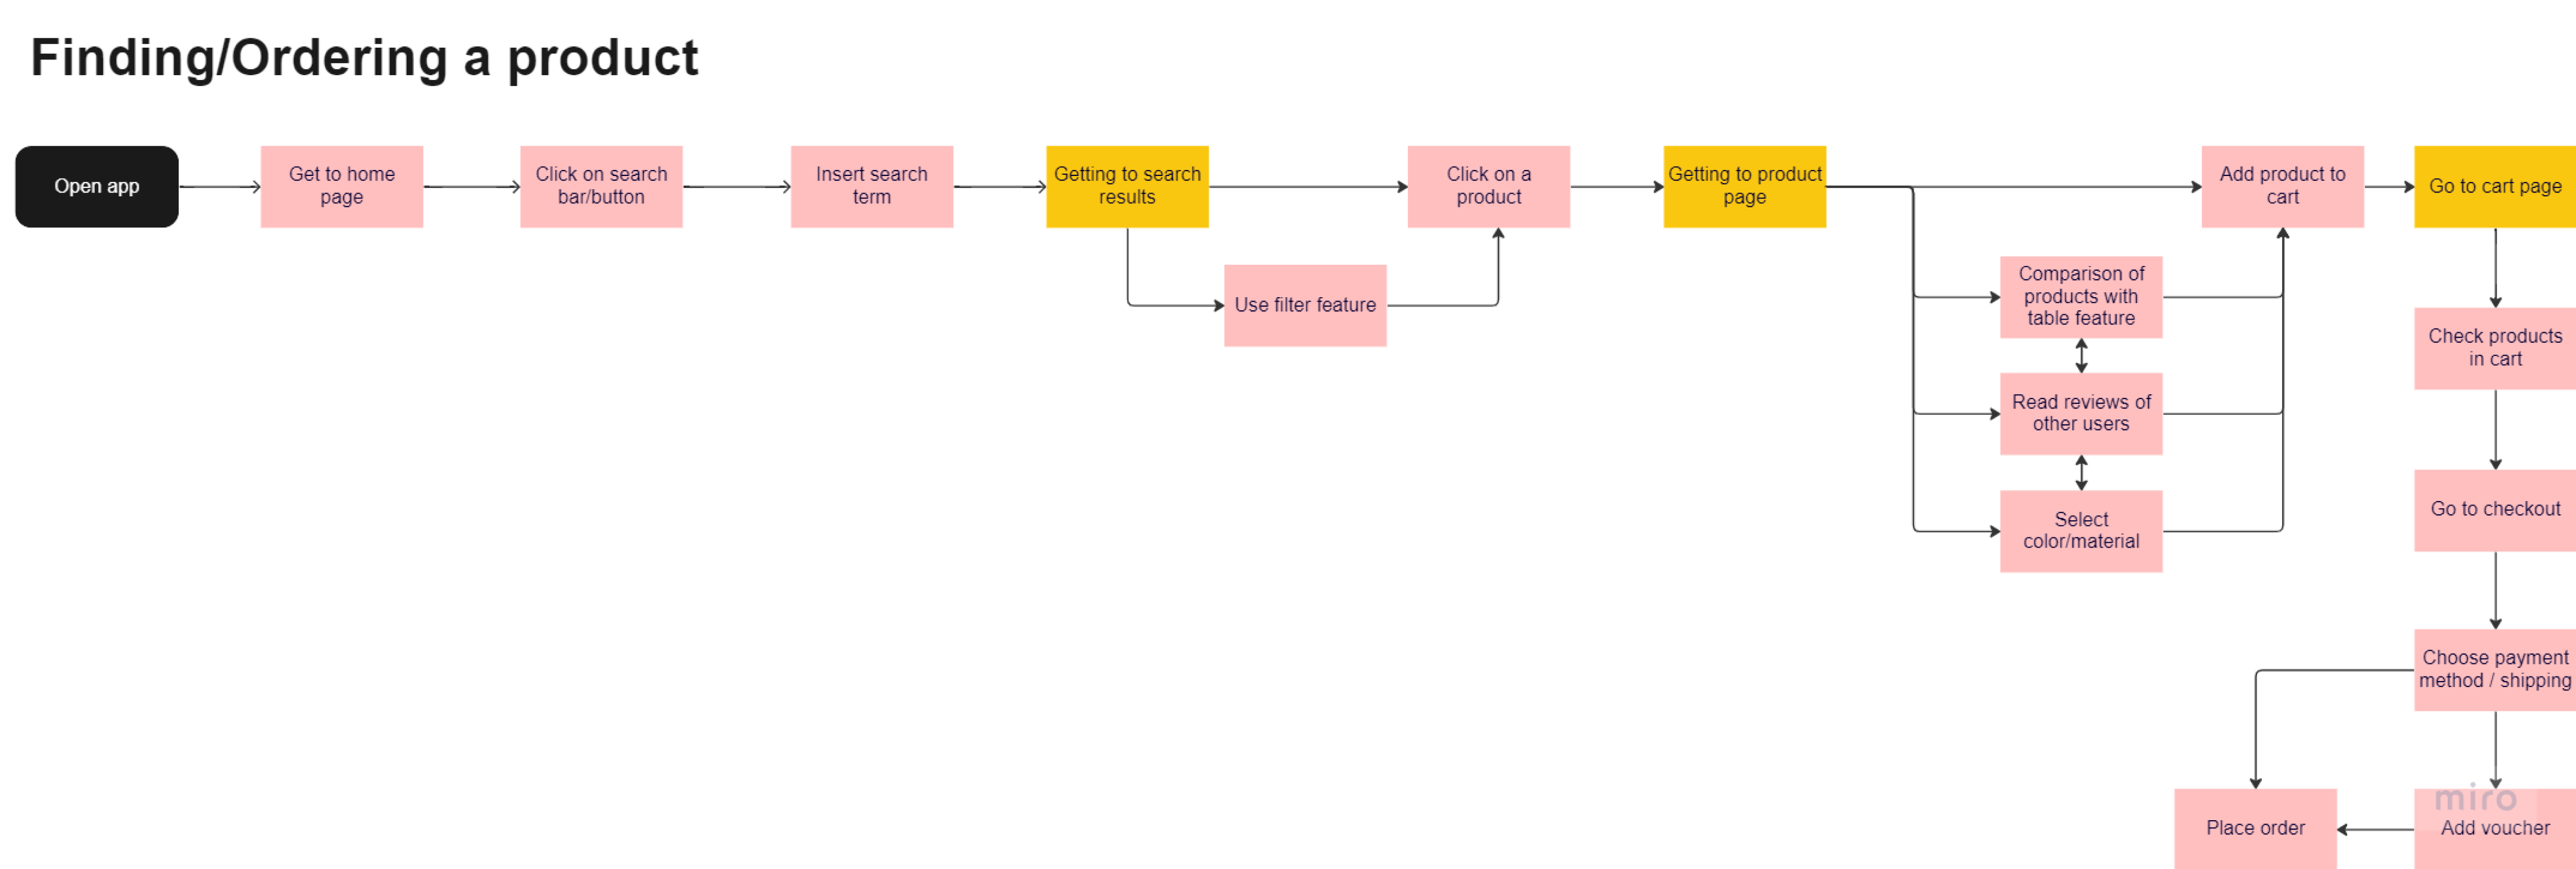 Finding/Ordering a product
Open app
Get to home
page
Click on search
bar/button
Insert search
term
Getting to search
results
Click on a
product
Getting to product
page
Add product to
cart
Go to cart page
Use filter feature
Comparison of
products with
table feature
Read reviews of
other users
Select
color/material
Check products
in cart
Go to checkout
Choose payment
method / shipping
Place order
miro
Add voucher